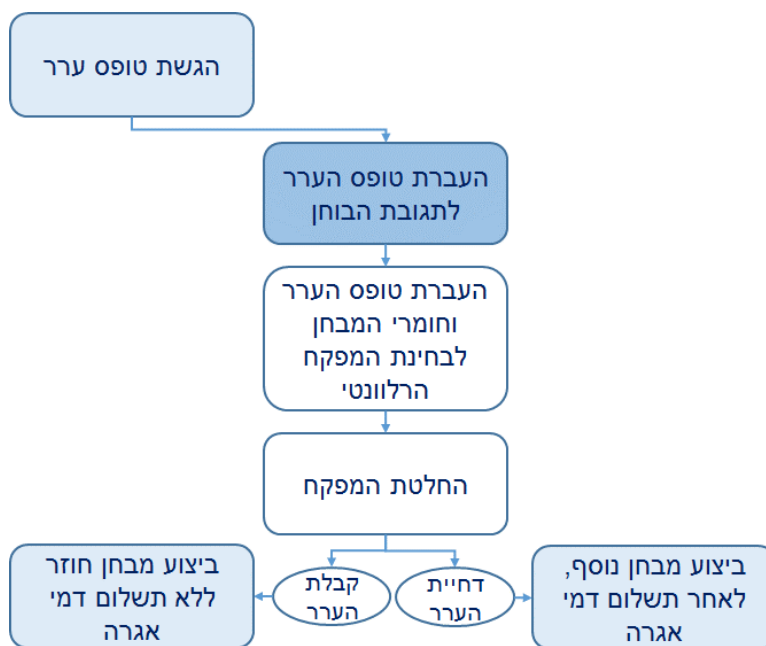 הגשת טופס ערר
העברת טופס הערר
לתגובת הבוחן
העברת טופס הערר
וחומרי המבחן
לבחינת המפקח
הרלוונטי
החלטת המפקח
דחיית
הערר
קבלת
הערר
ביצוע מבחן נוסף,
לאחר תשלום דמי
אגרה
ביצוע מבחן חוזר
ללא תשלום דמי
אגרה